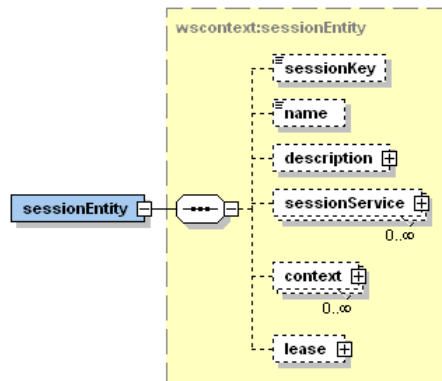 wscontext:sessionEntity
sessionKey
name
description
sessionEntity
sessionService
0..∞
context
0..∞
lease